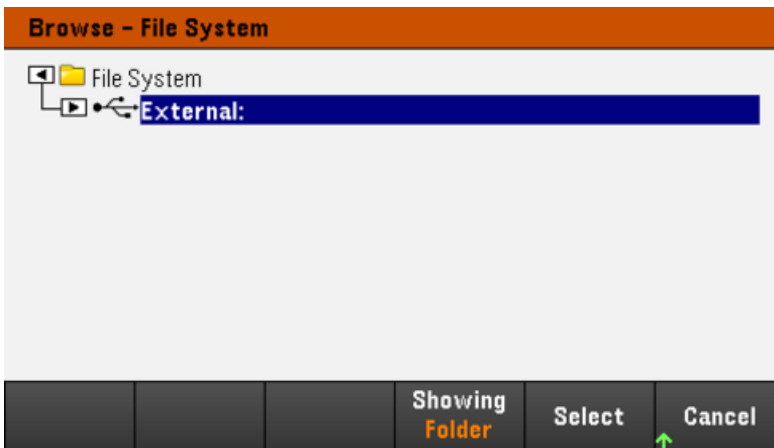 Browse - File System
File System
External:
Showing
Folder
Select
Cancel